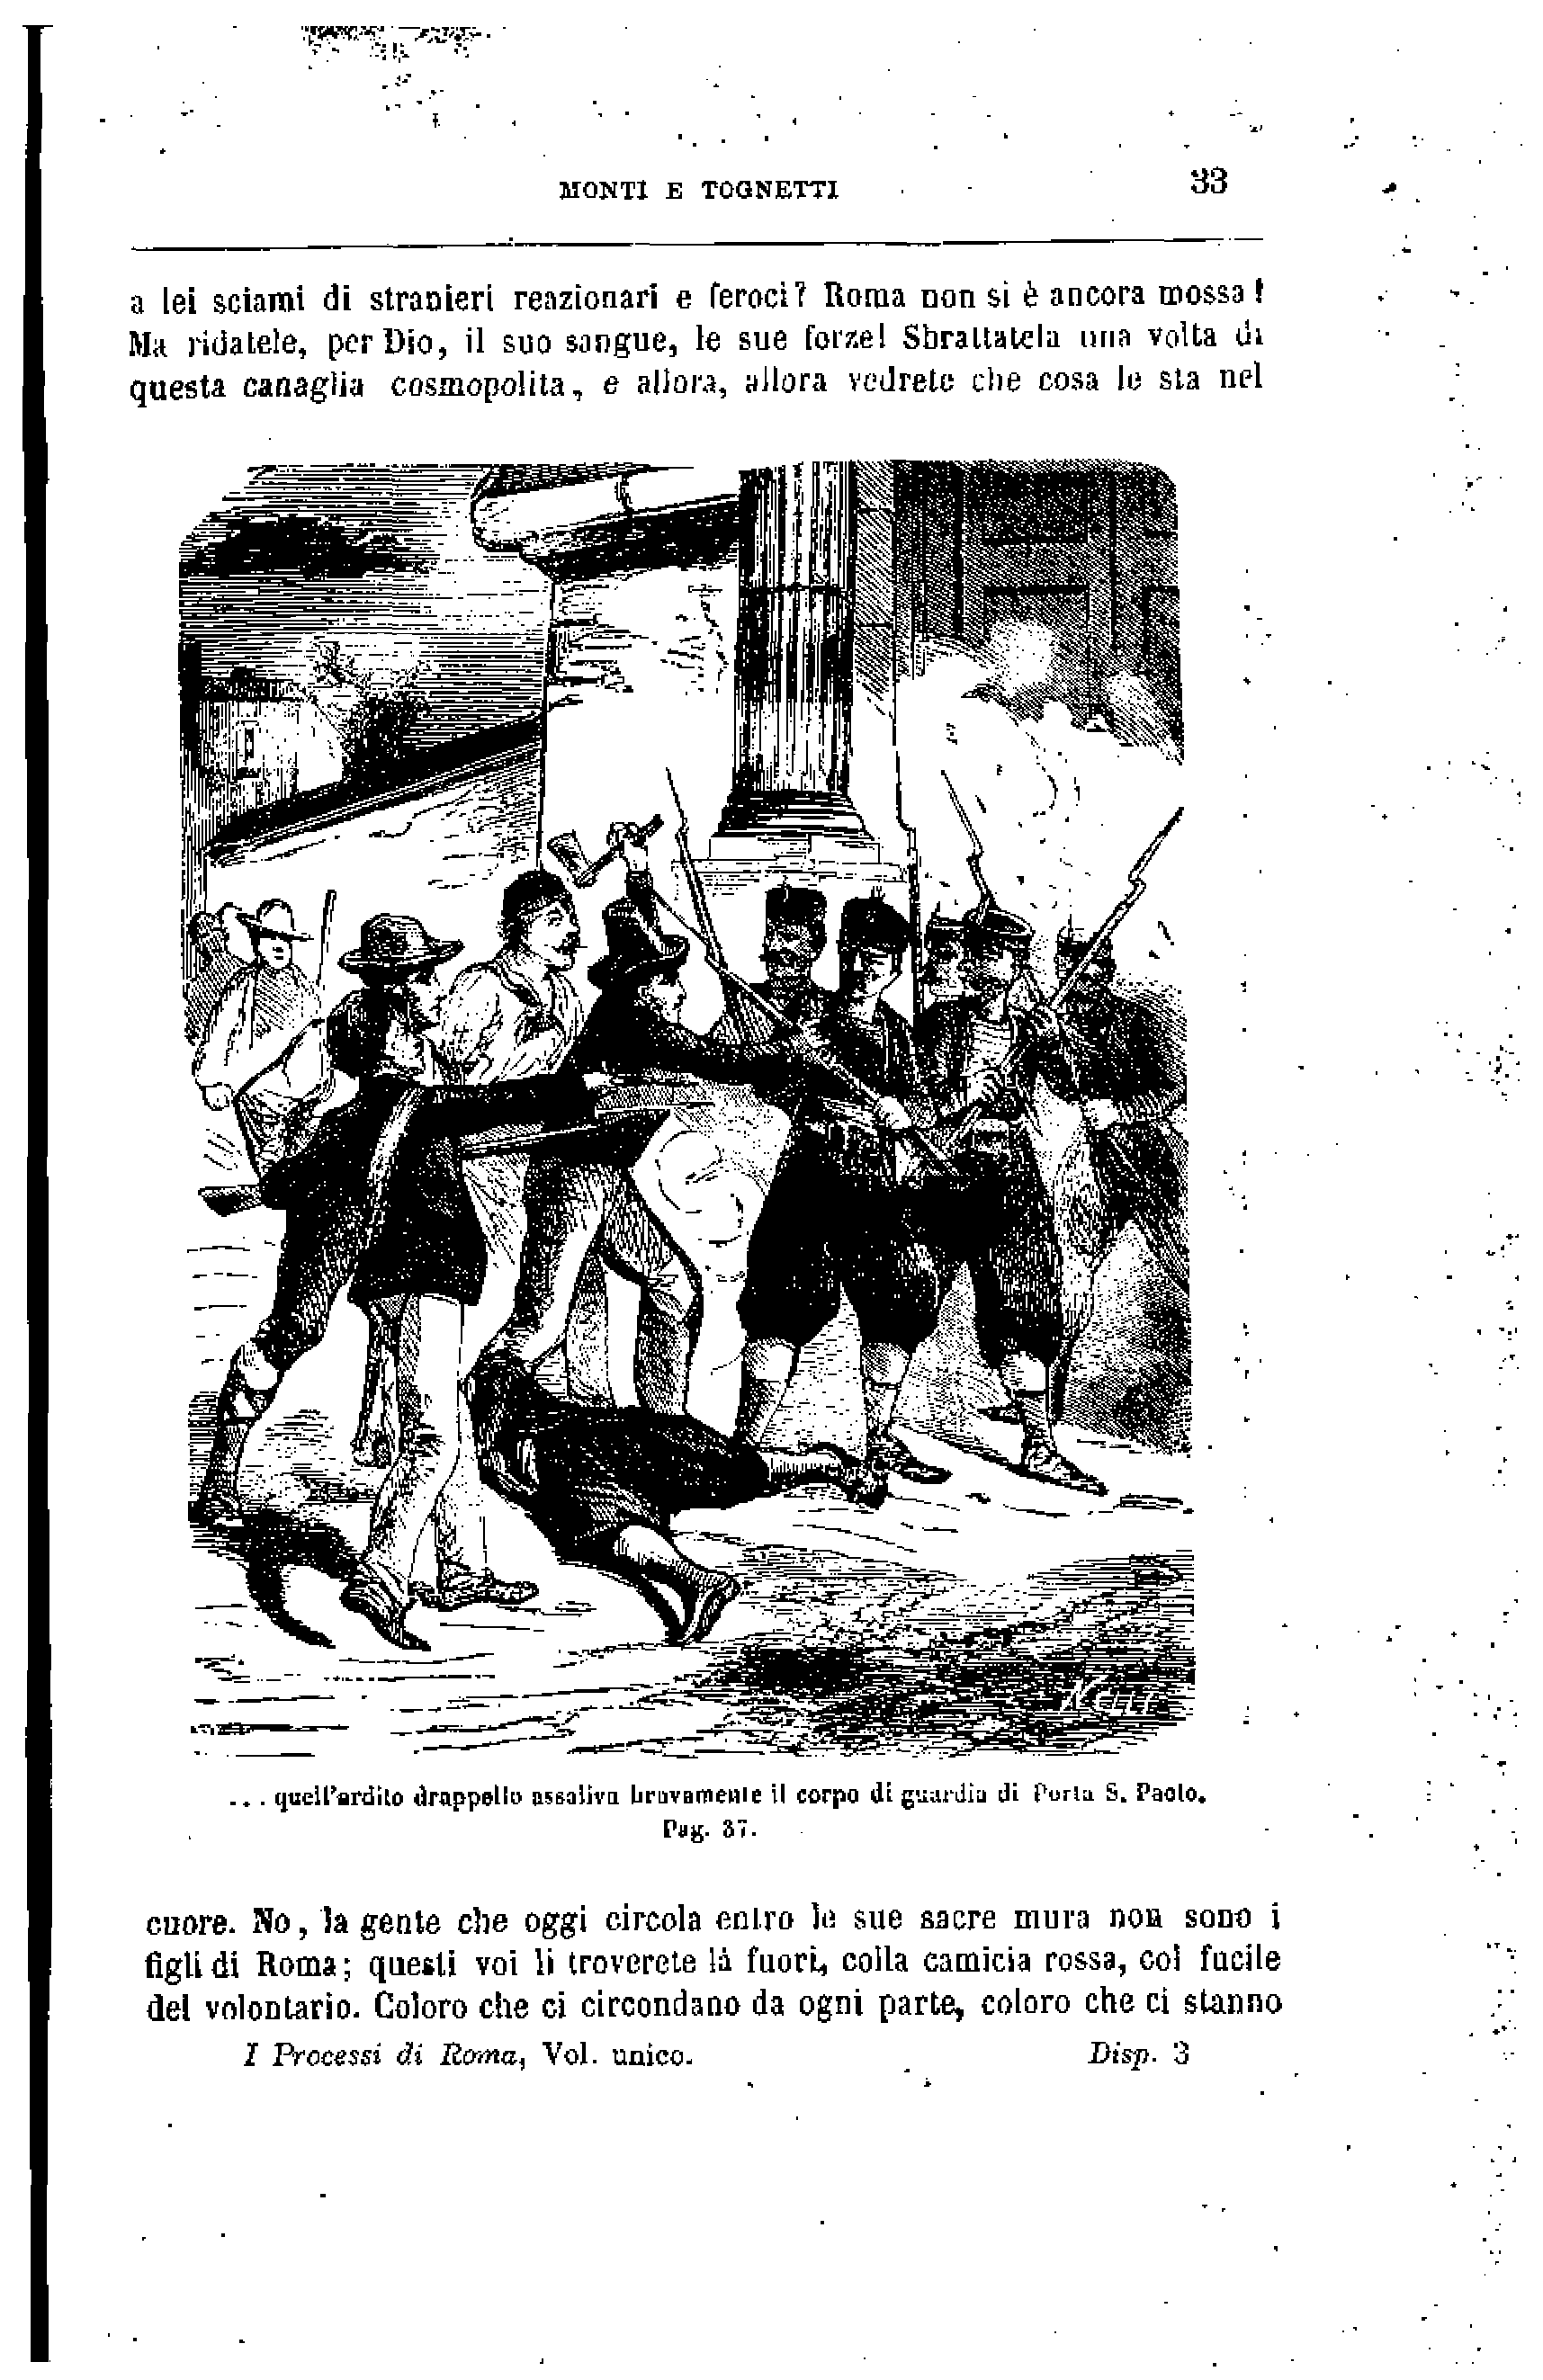 MONTI E TOGNETTI
33
a lei sciami di stranieri reazionari e feroci? Roma non si è ancora mossa!
Ma ridatele, per Dio, il suo sangue, le sue forze! Sbrattatela una volta di
questa canaglia cosmopolita, e allora, allora vedrete che cosa le sta nel
... quell'ardito drappello assaliva bravamente il corpo di guardia di Porta S. Paolo.
Pag. 37.
cuore. No, la gente che oggi circola entro le sue sacre mura non sono i
figli di Roma; questi voi li troverete là fuori, colla camicia rossa, col fucile
del volontario. Coloro che ci circondano da ogni parte, coloro che ci stanno
I Processi di Roma, Vol. unico.
Disp. 3